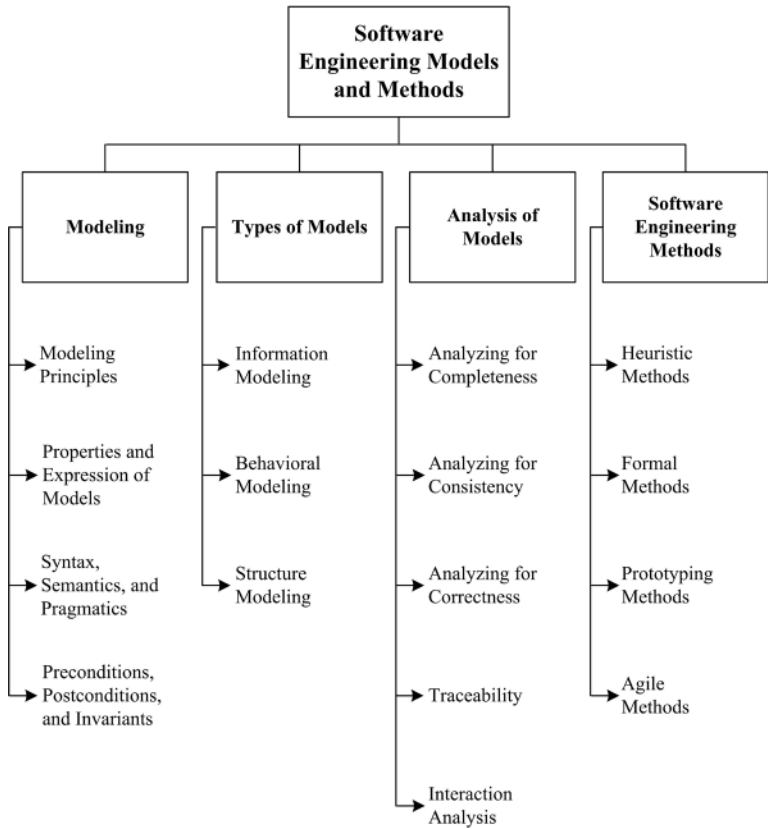 Software
Engineering Models
and Methods
Modeling
Modeling
Principles
Properties and
Expression of
Models
Syntax,
Semantics, and
Pragmatics
Preconditions,
Postconditions,
and Invariants
Types of Models
Information
Modeling
Behavioral
Modeling
Structure
Modeling
Analysis of
Models
Analyzing for
Completeness
Analyzing for
Consistency
Analyzing for
Correctness
Traceability
Interaction
Analysis
Software
Engineering
Methods
Heuristic
Methods
Formal
Methods
Prototyping
Methods
Agile
Methods